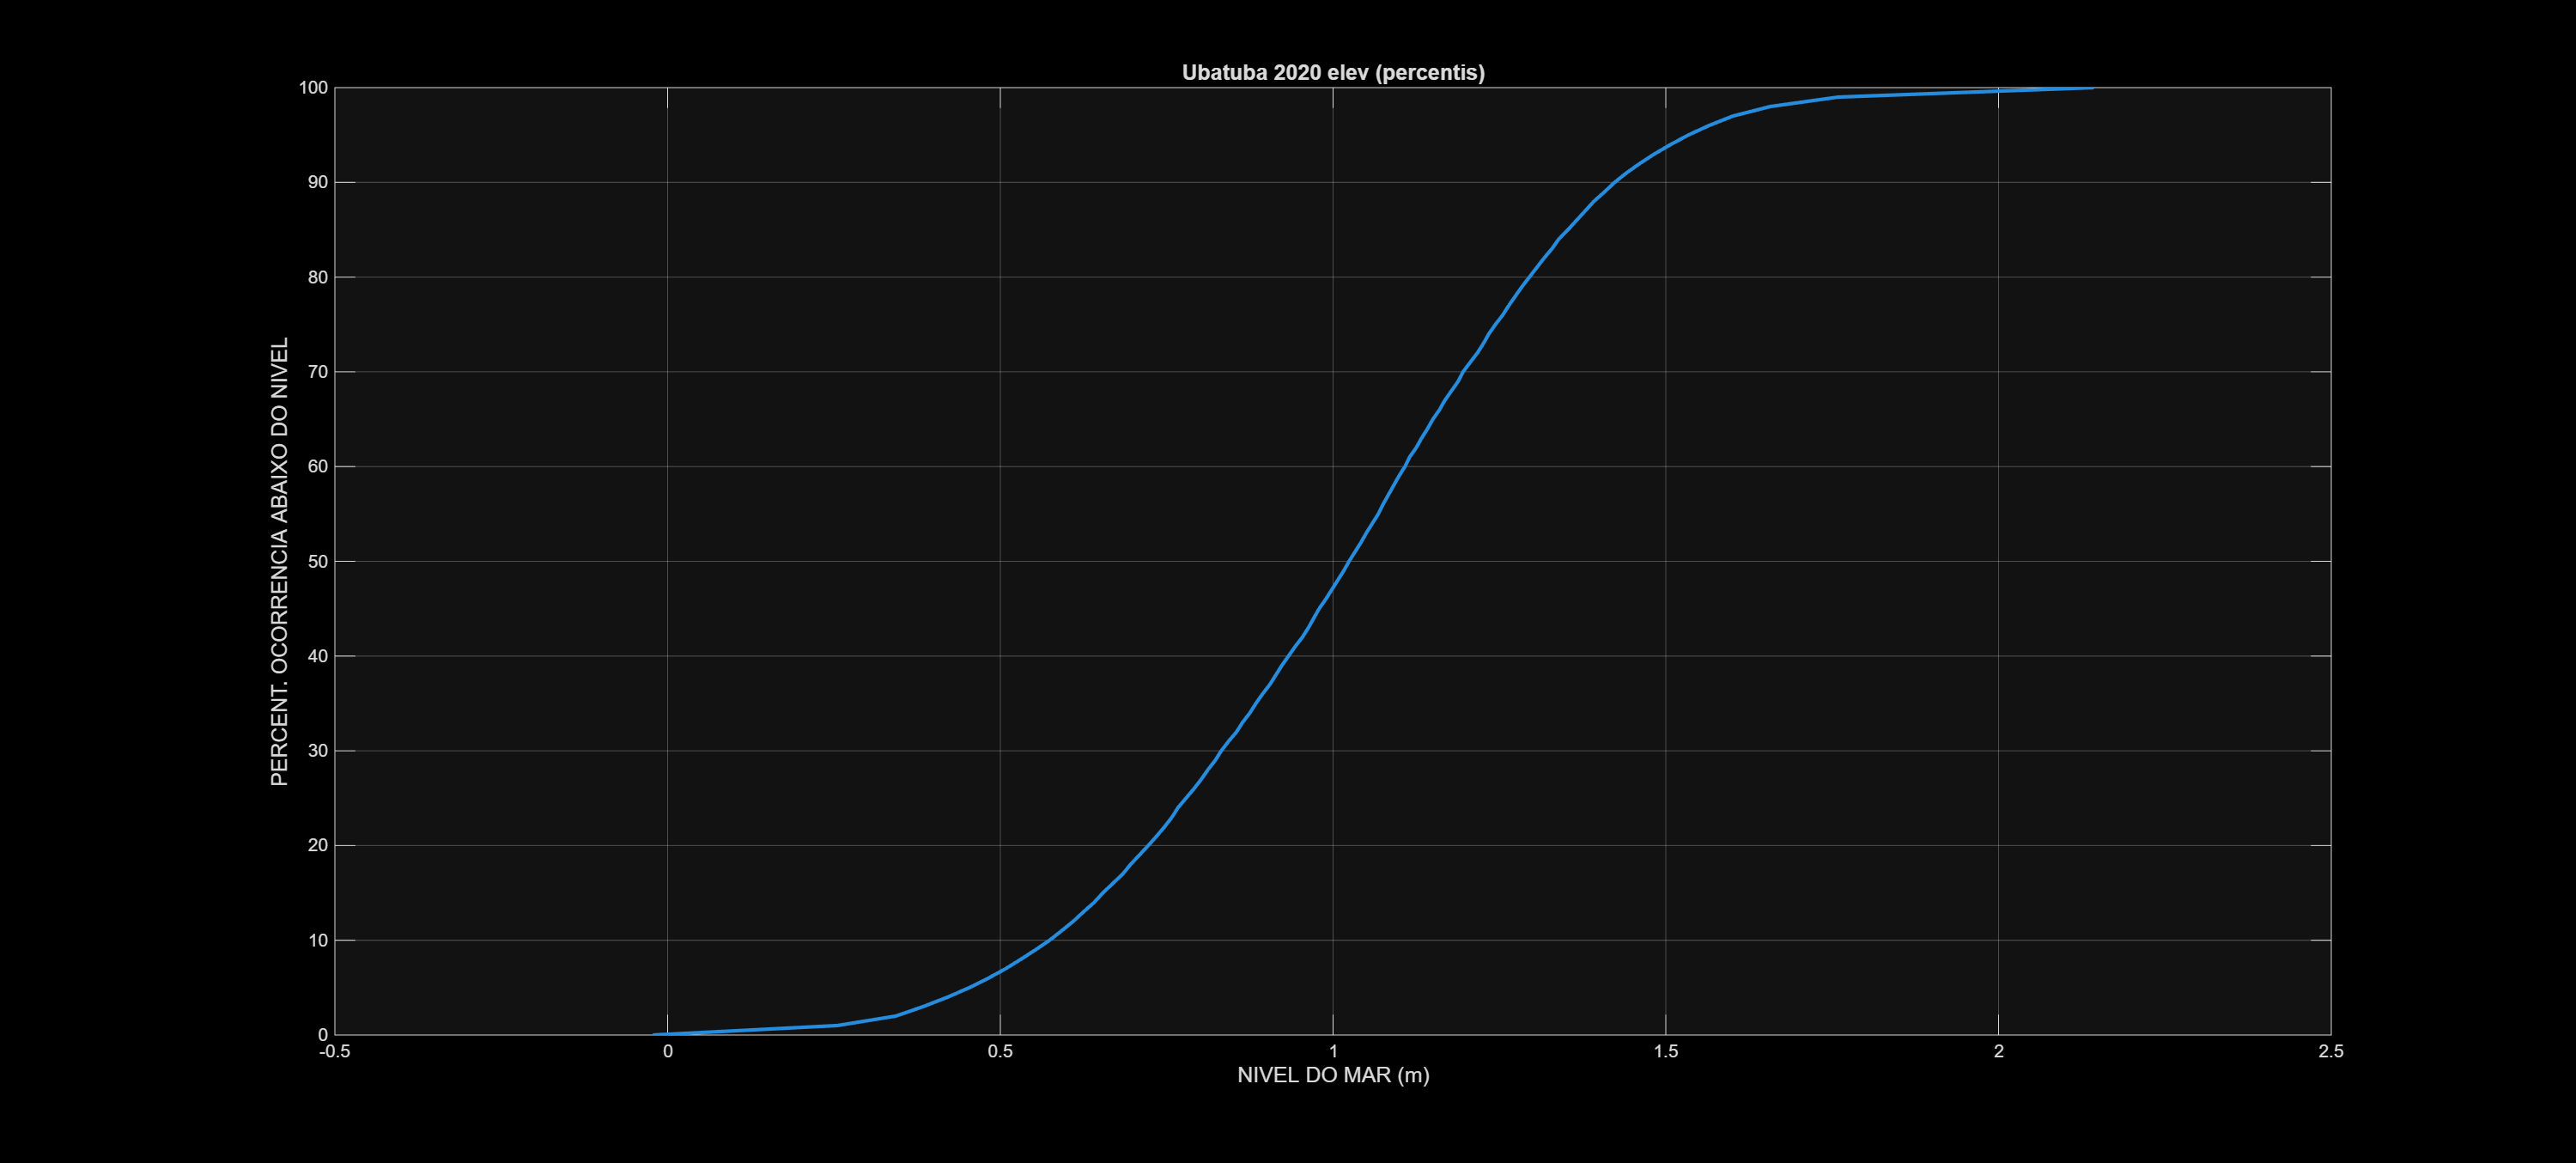 Ubatuba 2020 elev (percentis)
PERCENT. OCORRENCIA ABAIXO DO NIVEL
100
90
80
70
60
50
40
30
20
10
0
-0.5 0 0.5 1 1.5 2 2.5
NIVEL DO MAR (m)